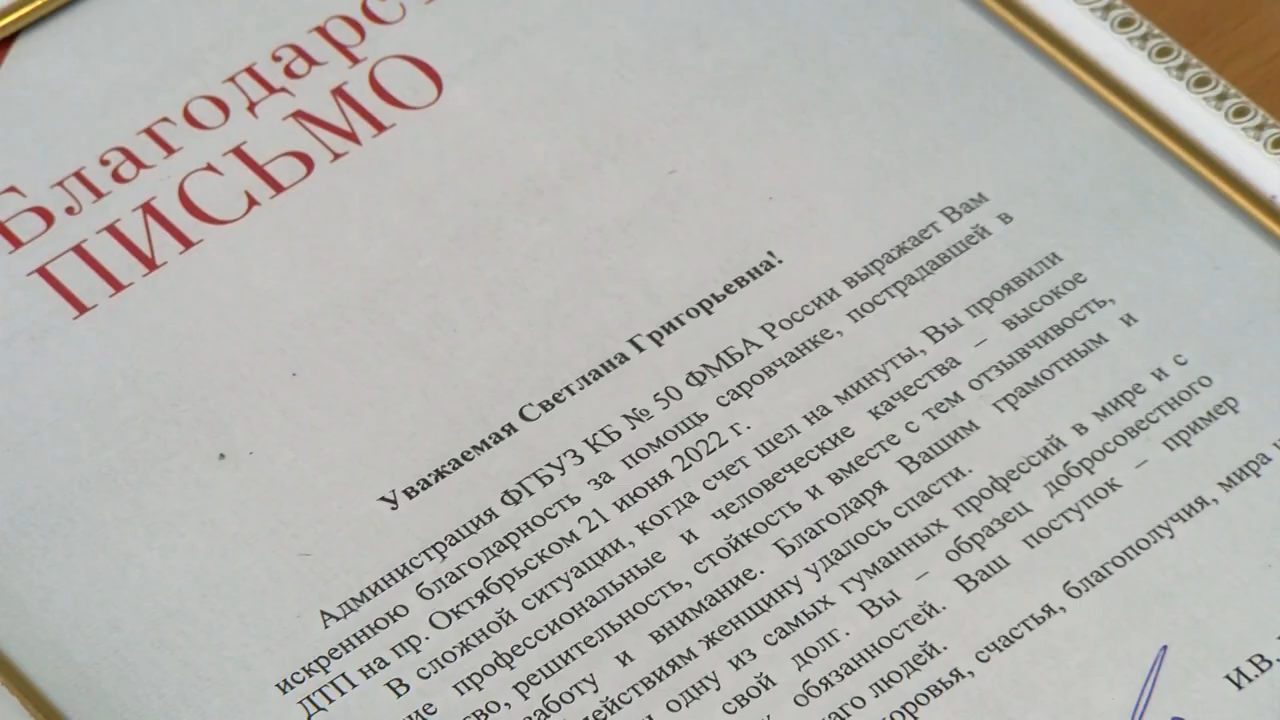 Благодарст
ПИСЬМО
Уважаемая Светлана Григорьевна!
Администрация ФГБУЗ КБ № 50 ФМБА России выражает Вам
искреннюю благодарность за помощь саровчанке, пострадавшей в
ДТП на пр. Октябрьском 21 июня 2022 г.
В сложной ситуации, когда счет шел на минуты, Вы проявили
профессиональные и человеческие качества – высокое
решительность, стойкость и вместе с тем отзывчивость,
заботу и внимание. Благодаря Вашим грамотным и
действиям женщину удалось спасти.
одну из самых гуманных профессий в мире и с
свой долг. Вы – образец добросовестного
обязанностей. Ваш поступок – пример
людей.
счастья, благополучия, мира
И.В.